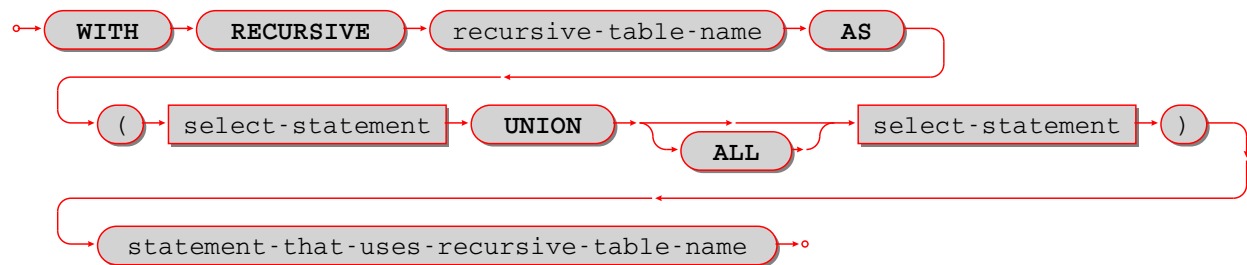 WITH RECURSIVE recursive-table-name AS
( select-statement UNION ALL select-statement )
statement-that-uses-recursive-table-name